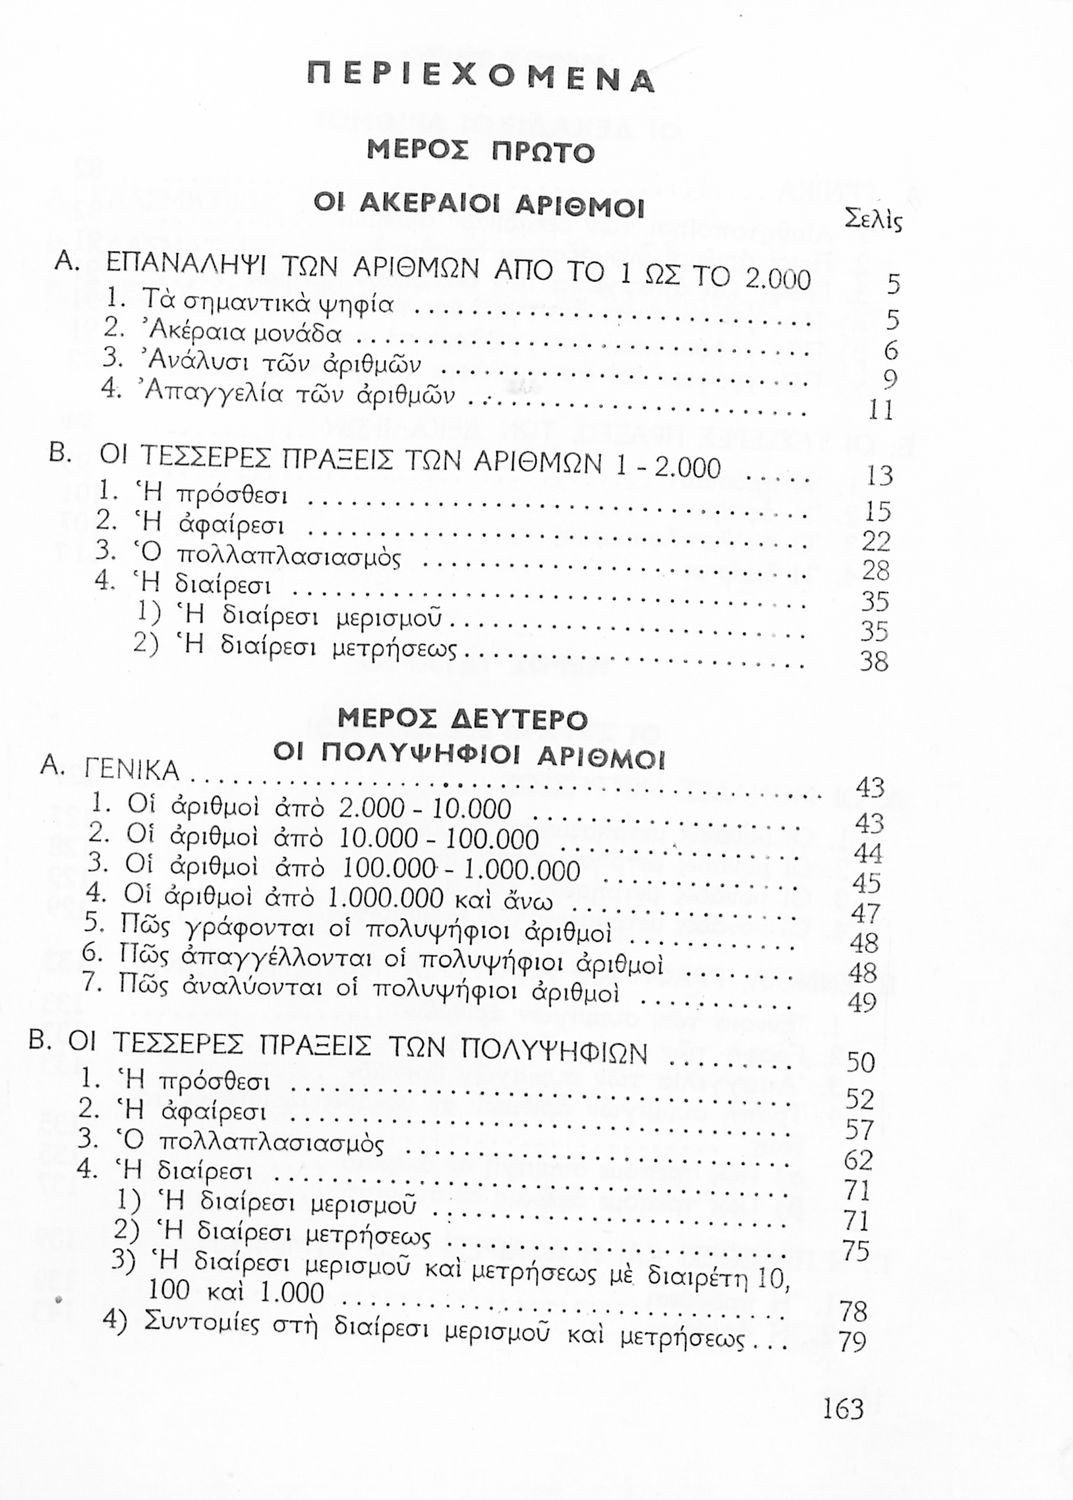 ΠΕΡΙΕΧΟΜΕΝΑ
ΜΕΡΟΣ ΠΡΩΤΟ
ΟΙ ΑΚΕΡΑΙΟΙ ΑΡΙΘΜΟΙ
Σελὶς
Α. ΕΠΑΝΑΛΗΨΙ ΤΩΝ ΑΡΙΘΜΩΝ ΑΠΟ ΤΟ 1 ΩΣ ΤΟ 2.000 5
1. Τὰ σημαντικὰ ψηφία ........................ 5
2. Ἀκέραια μονάδα ........................ 6
3. Ἀνάλυσι τῶν ἀριθμῶν ........................ 9
4. Ἀπαγγελία τῶν ἀριθμῶν ........................ 11
Β. ΟΙ ΤΕΣΣΕΡΕΣ ΠΡΑΞΕΙΣ ΤΩΝ ΑΡΙΘΜΩΝ 1 - 2.000 ..... 13
1. Ἡ πρόσθεσι ........................ 15
2. Ἡ ἀφαίρεσι ........................ 22
3. Ὁ πολλαπλασιασμὸς ........................ 28
4. Ἡ διαίρεσι ........................ 35
1) Ἡ διαίρεσι μερισμοῦ ........................ 35
2) Ἡ διαίρεσι μετρήσεως ........................ 38
ΜΕΡΟΣ ΔΕΥΤΕΡΟ
ΟΙ ΠΟΛΥΨΗΦΙΟΙ ΑΡΙΘΜΟΙ
Α. ΓΕΝΙΚΑ ........................ 43
1. Οἱ ἀριθμοὶ ἀπὸ 2.000 - 10.000 ................ 43
2. Οἱ ἀριθμοὶ ἀπὸ 10.000 - 100.000 ............... 44
3. Οἱ ἀριθμοὶ ἀπὸ 100.000 - 1.000.000 ............ 45
4. Οἱ ἀριθμοὶ ἀπὸ 1.000.000 καὶ ἄνω .............. 47
5. Πῶς γράφονται οἱ πολυψήφιοι ἀριθμοὶ ........... 48
6. Πῶς ἀπαγγέλλονται οἱ πολυψήφιοι ἀριθμοὶ ........ 48
7. Πῶς ἀναλύονται οἱ πολυψήφιοι ἀριθμοὶ ........... 49
Β. ΟΙ ΤΕΣΣΕΡΕΣ ΠΡΑΞΕΙΣ ΤΩΝ ΠΟΛΥΨΗΦΙΩΝ ......... 50
1. Ἡ πρόσθεσι ........................ 52
2. Ἡ ἀφαίρεσι ........................ 57
3. Ὁ πολλαπλασιασμὸς ........................ 62
4. Ἡ διαίρεσι ........................ 71
1) Ἡ διαίρεσι μερισμοῦ ........................ 71
2) Ἡ διαίρεσι μετρήσεως ........................ 75
3) Ἡ διαίρεσι μερισμοῦ καὶ μετρήσεως μὲ διαιρέτη 10,
100 καὶ 1.000 ........................ 78
4) Συντομίες στὴ διαίρεσι μερισμοῦ καὶ μετρήσεως ... 79
163